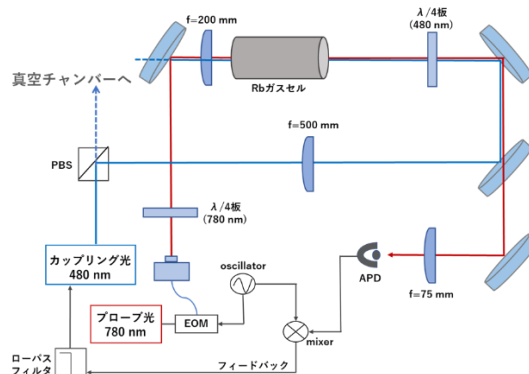 f=200 mm
λ/4板
(480 nm)
Rbガスセル
真空チャンバーへ
f=500 mm
PBS
λ/4板
(780 nm)
カップリング光
480 nm
oscillator
APD
f=75 mm
プローブ光
780 nm
EOM
mixer
ローパス
フィルタ
フィードバック